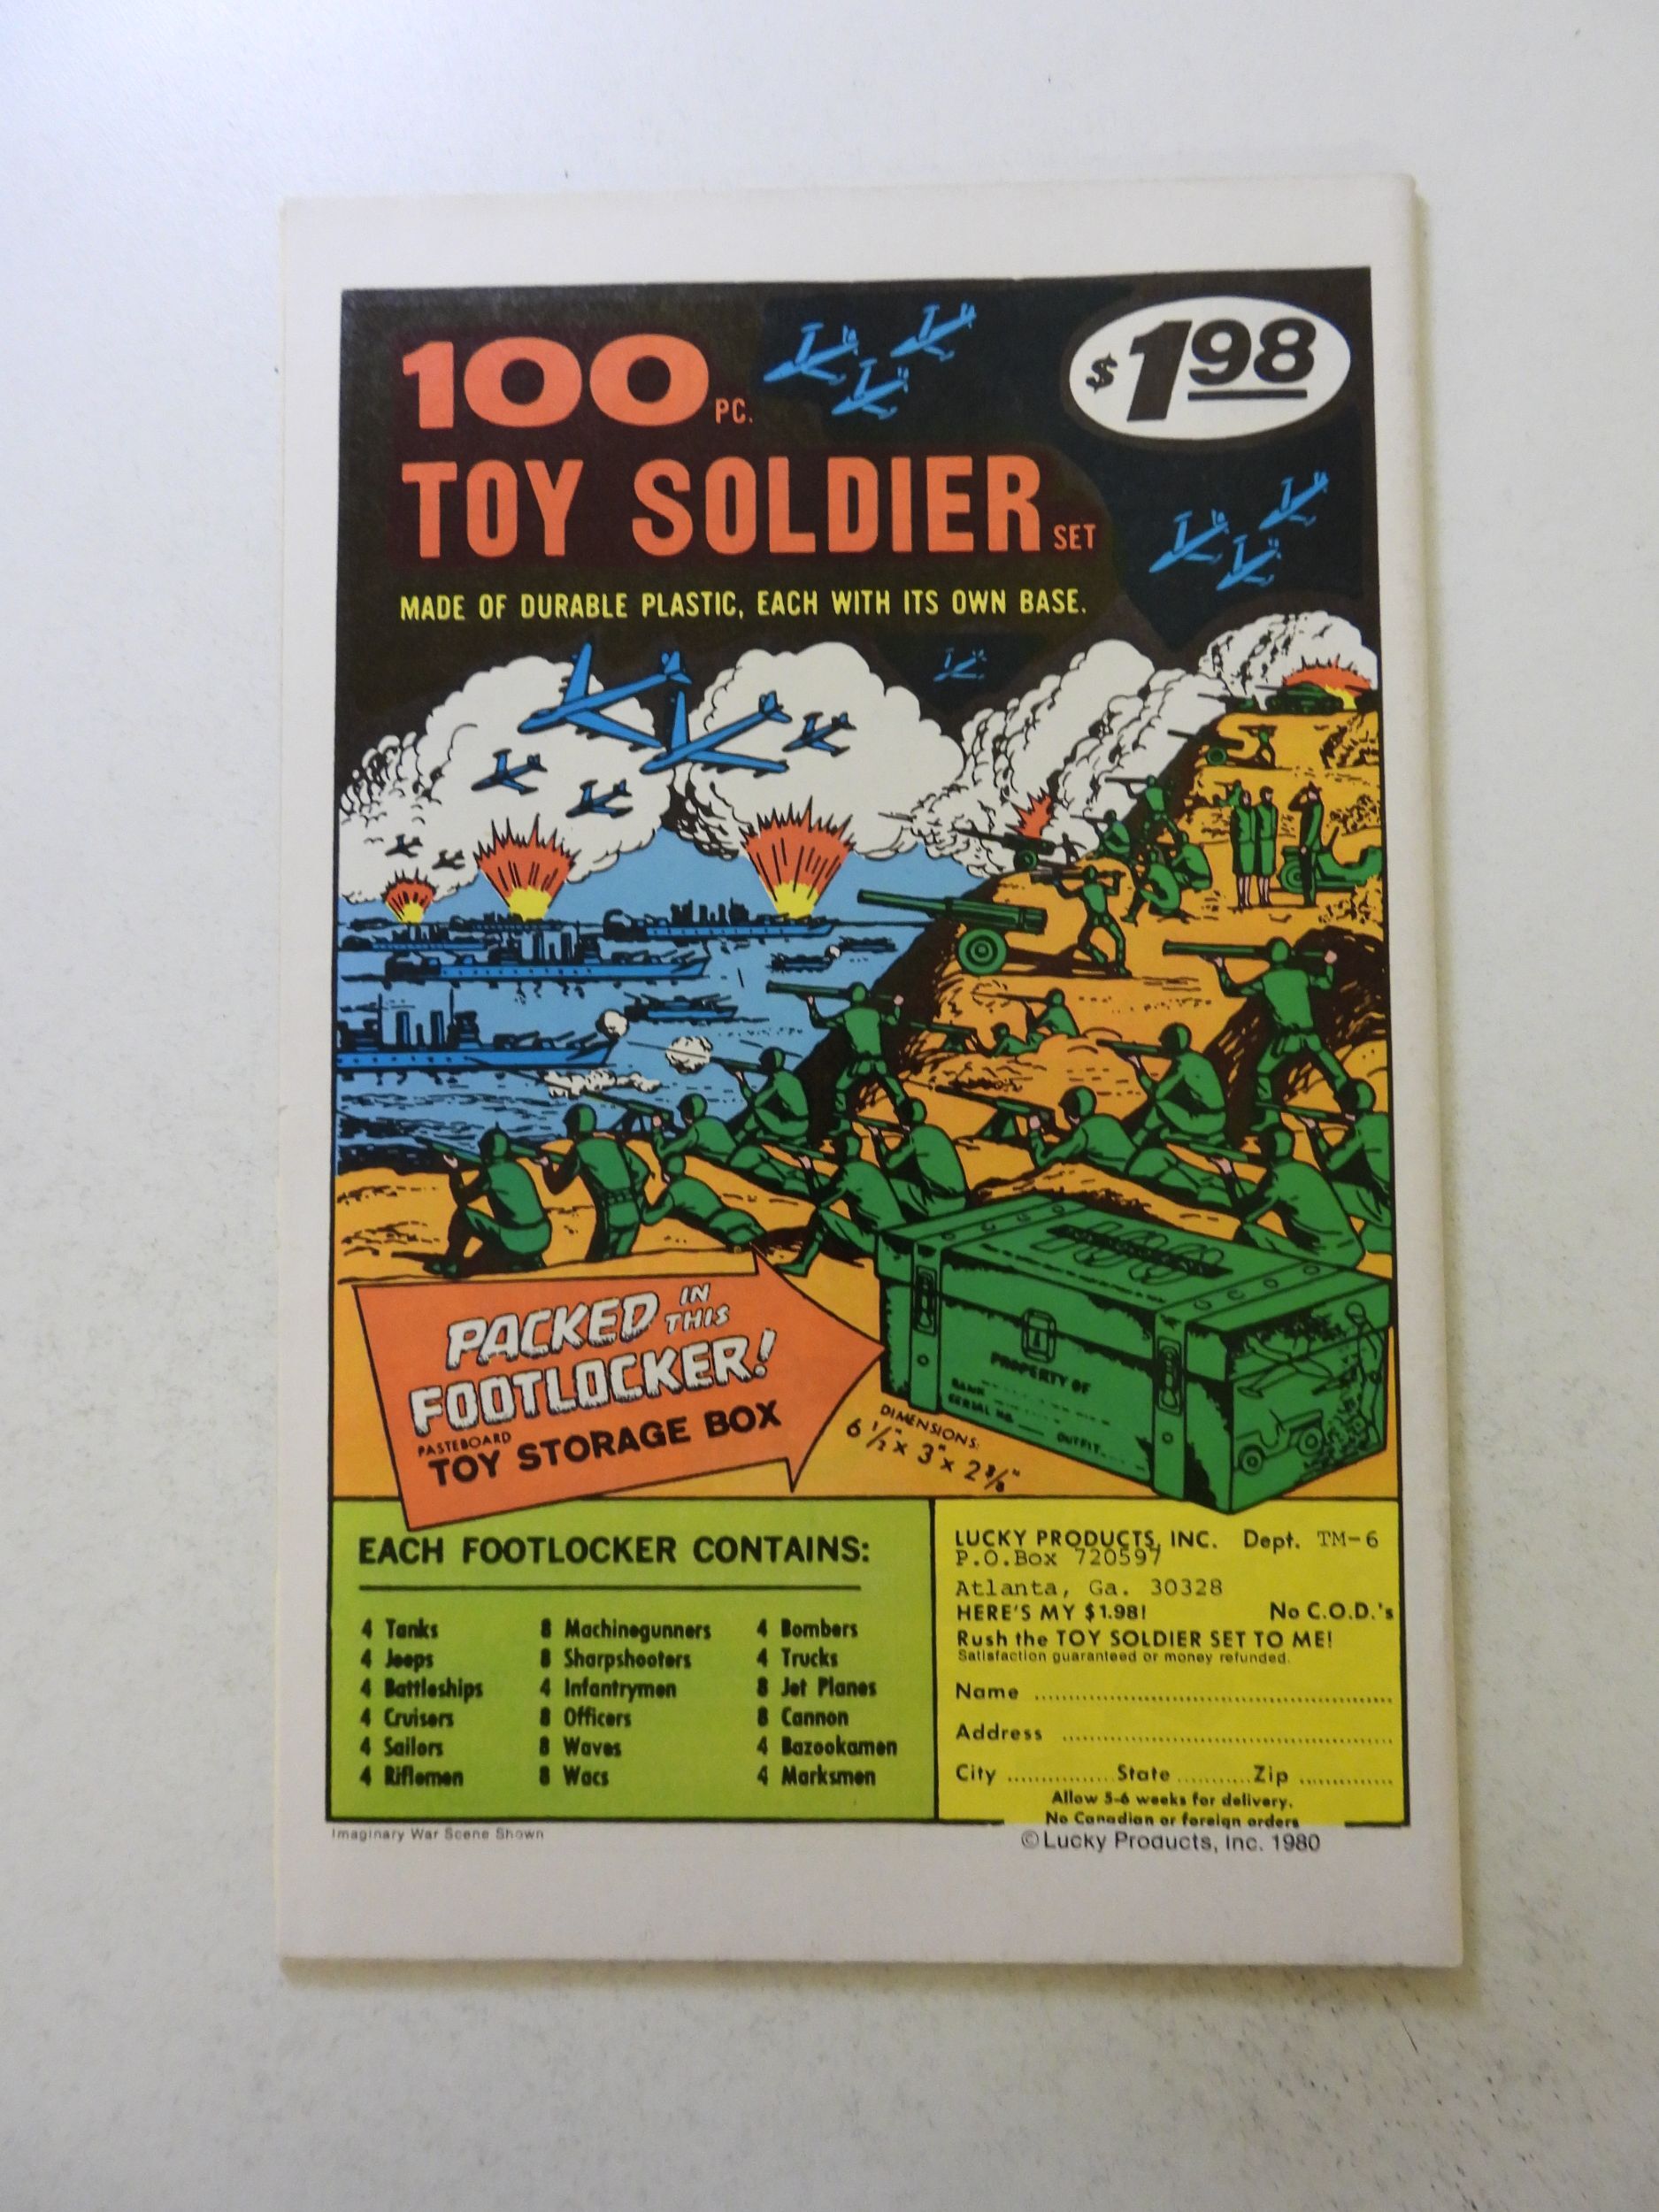 100 PC.
$1.98
TOY SOLDIER SET
MADE OF DURABLE PLASTIC, EACH WITH ITS OWN BASE.
PACKED IN THIS
FOOTLOCKER!
PASTEBOARD
TOY STORAGE BOX
PROPERTY OF
RANK
SERIAL NO.
OUTFIT
DIMENSIONS:
6 1/2" x 3" x 2 3/8"
EACH FOOTLOCKER CONTAINS:
4 Tanks
4 Jeeps
4 Battleships
4 Cruisers
4 Sailors
4 Riflemen
8 Machinegunners
8 Sharpshooters
4 Infantrymen
8 Officers
8 Waves
8 Wacs
4 Bombers
4 Trucks
8 Jet Planes
8 Cannon
4 Bazookamen
4 Marksmen
LUCKY PRODUCTS, INC. Dept. TM-6
P.O.Box 720597
Atlanta, Ga. 30328
HERE'S MY $1.98! No C.O.D.'s
Rush the TOY SOLDIER SET TO ME!
Satisfaction guaranteed or money refunded.
Name
Address
City ............... State .......... Zip .............
Allow 5-6 weeks for delivery.
No Canadian or foreign orders
Imaginary War Scene Shown
© Lucky Products, Inc. 1980